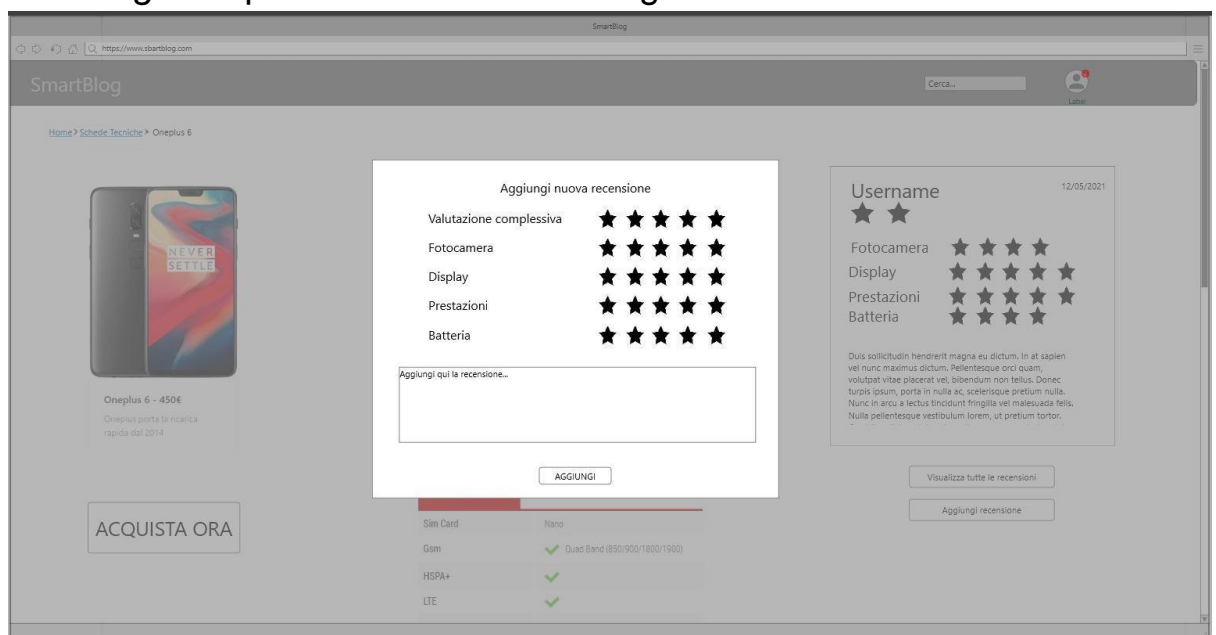 SmartBlog
https://www.sbartblog.com
SmartBlog
Cerca...
Label
Home > Schede Tecniche > Oneplus 6
NEVER
SETTLE
Oneplus 6 - 450€
Oneplus porta la ricarica
rapida dal 2014
ACQUISTA ORA
Aggiungi nuova recensione
Valutazione complessiva
Fotocamera
Display
Prestazioni
Batteria
Aggiungi qui la recensione...
AGGIUNGI
Sim Card Nano
Gsm Quad Band (850/900/1800/1900)
HSPA+
LTE
Username 12/05/2021
Fotocamera
Display
Prestazioni
Batteria
Duis sollicitudin hendrerit magna eu dictum. In at sapien
vel nunc maximus dictum. Pellentesque orci quam,
volutpat vitae placerat vel, bibendum non tellus. Donec
turpis ipsum, porta in nulla ac, scelerisque pretium nulla.
Nunc in arcu a lectus tincidunt fringilla vel malesuada felis.
Nulla pellentesque vestibulum lorem, ut pretium tortor.
Visualizza tutte le recensioni
Aggiungi recensione